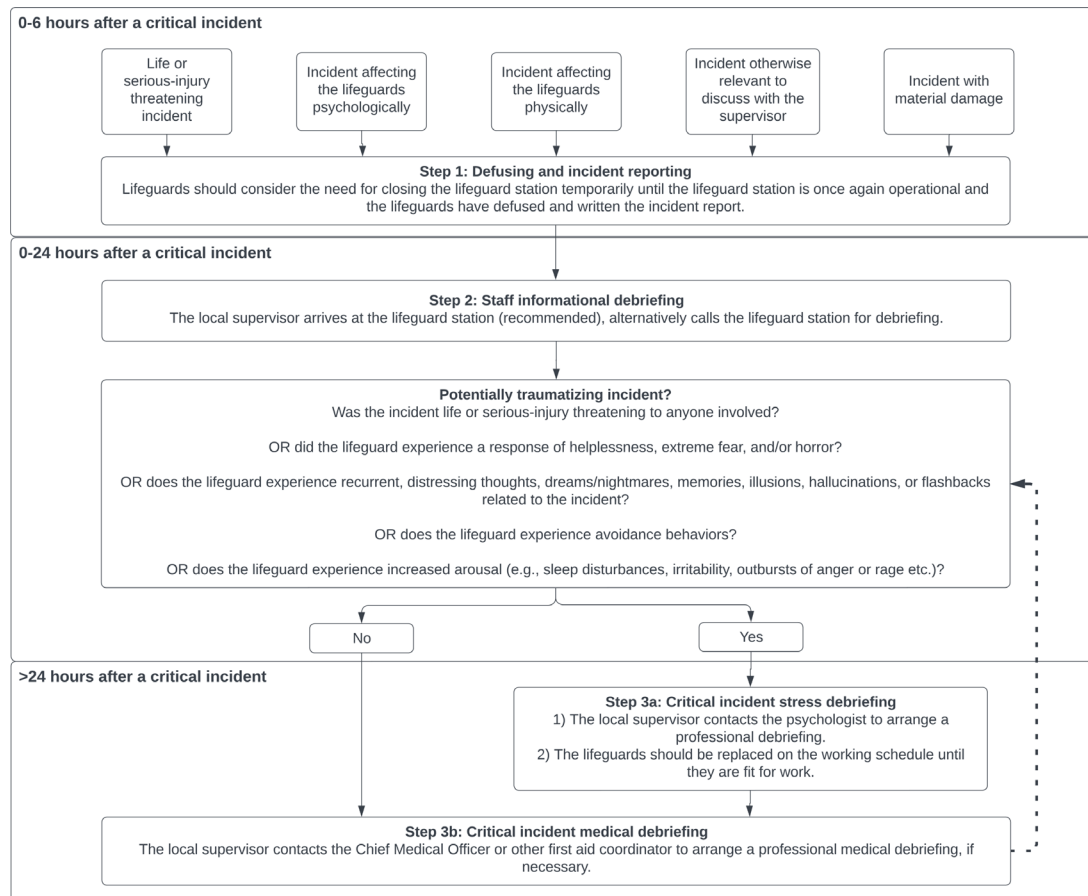 0-6 hours after a critical incident
Life or
serious-injury
threatening
incident
Incident affecting
the lifeguards
psychologically
Incident affecting
the lifeguards
physically
Incident otherwise
relevant to
discuss with the
supervisor
Incident with
material damage
Step 1: Defusing and incident reporting
Lifeguards should consider the need for closing the lifeguard station temporarily until the lifeguard station is once again operational and
the lifeguards have defused and written the incident report.
0-24 hours after a critical incident
Step 2: Staff informational debriefing
The local supervisor arrives at the lifeguard station (recommended), alternatively calls the lifeguard station for debriefing.
Potentially traumatizing incident?
Was the incident life or serious-injury threatening to anyone involved?
OR did the lifeguard experience a response of helplessness, extreme fear, and/or horror?
OR does the lifeguard experience recurrent, distressing thoughts, dreams/nightmares, memories, illusions, hallucinations, or flashbacks
related to the incident?
OR does the lifeguard experience avoidance behaviors?
OR does the lifeguard experience increased arousal (e.g., sleep disturbances, irritability, outbursts of anger or rage etc.)?
No
Yes
>24 hours after a critical incident
Step 3a: Critical incident stress debriefing
1) The local supervisor contacts the psychologist to arrange a
professional debriefing.
2) The lifeguards should be replaced on the working schedule until
they are fit for work.
Step 3b: Critical incident medical debriefing
The local supervisor contacts the Chief Medical Officer or other first aid coordinator to arrange a professional medical debriefing, if
necessary.